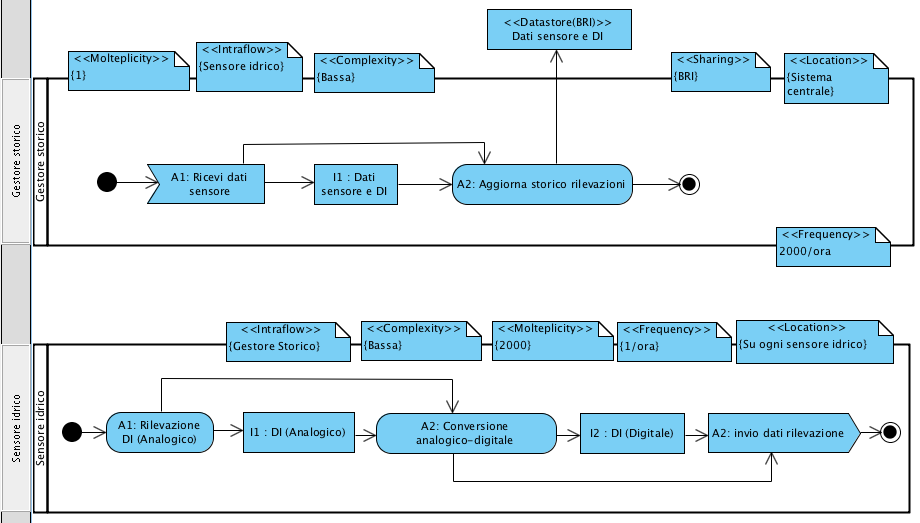 <<Datastore(BRI)>>
Dati sensore e DI
<<Molteplicity>>
{1}
<<Intraflow>>
{Sensore idrico}
<<Complexity>>
{Bassa}
<<Sharing>>
{BRI}
<<Location>>
{Sistema
centrale}
Gestore storico
Gestore storico
A1: Ricevi dati
sensore
I1 : Dati
sensore e DI
A2: Aggiorna storico rilevazioni
<<Frequency>>
2000/ora
<<Intraflow>>
{Gestore Storico}
<<Complexity>>
{Bassa}
<<Molteplicity>>
{2000}
<<Frequency>>
{1/ora}
<<Location>>
{Su ogni sensore idrico}
Sensore idrico
Sensore idrico
A1: Rilevazione
DI (Analogico)
I1 : DI (Analogico)
A2: Conversione
analogico-digitale
I2 : DI (Digitale)
A2: invio dati rilevazione